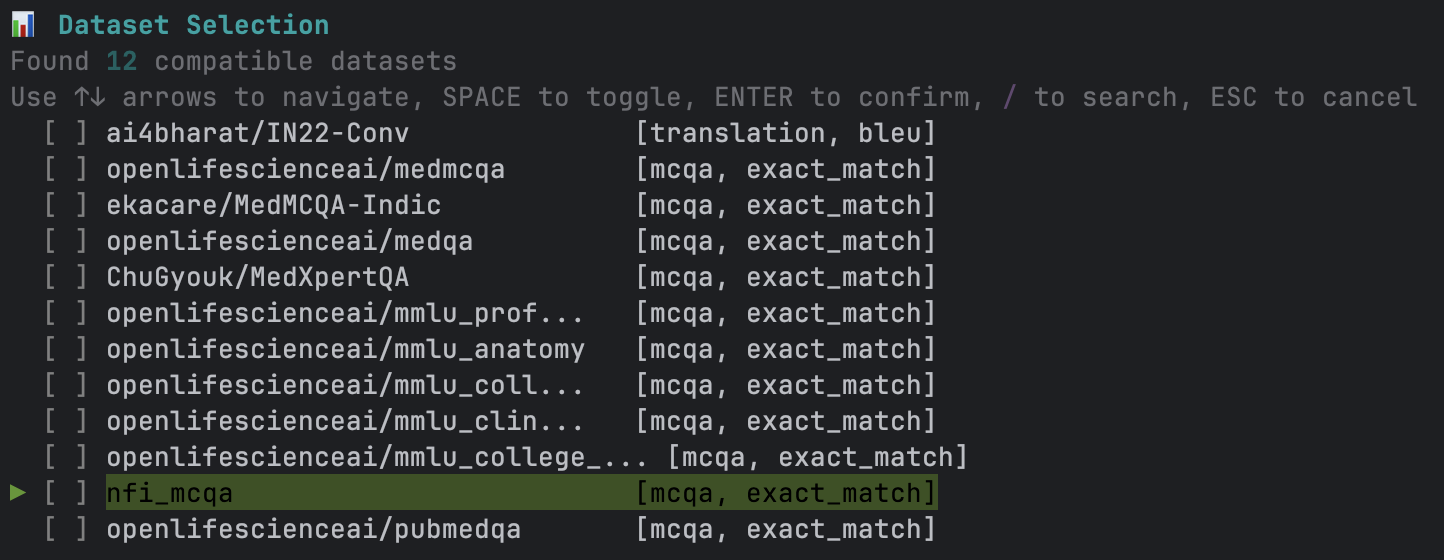 📊 Dataset Selection
Found 12 compatible datasets
Use ↑↓ arrows to navigate, SPACE to toggle, ENTER to confirm, / to search, ESC to cancel
[ ] ai4bharat/IN22-Conv [translation, bleu]
[ ] openlifescienceai/medmcqa [mcqa, exact_match]
[ ] ekacare/MedMCQA-Indic [mcqa, exact_match]
[ ] openlifescienceai/medqa [mcqa, exact_match]
[ ] ChuGyouk/MedXpertQA [mcqa, exact_match]
[ ] openlifescienceai/mmlu_prof... [mcqa, exact_match]
[ ] openlifescienceai/mmlu_anatomy [mcqa, exact_match]
[ ] openlifescienceai/mmlu_coll... [mcqa, exact_match]
[ ] openlifescienceai/mmlu_clin... [mcqa, exact_match]
[ ] openlifescienceai/mmlu_college_... [mcqa, exact_match]
▶ [ ] nfi_mcqa [mcqa, exact_match]
[ ] openlifescienceai/pubmedqa [mcqa, exact_match]